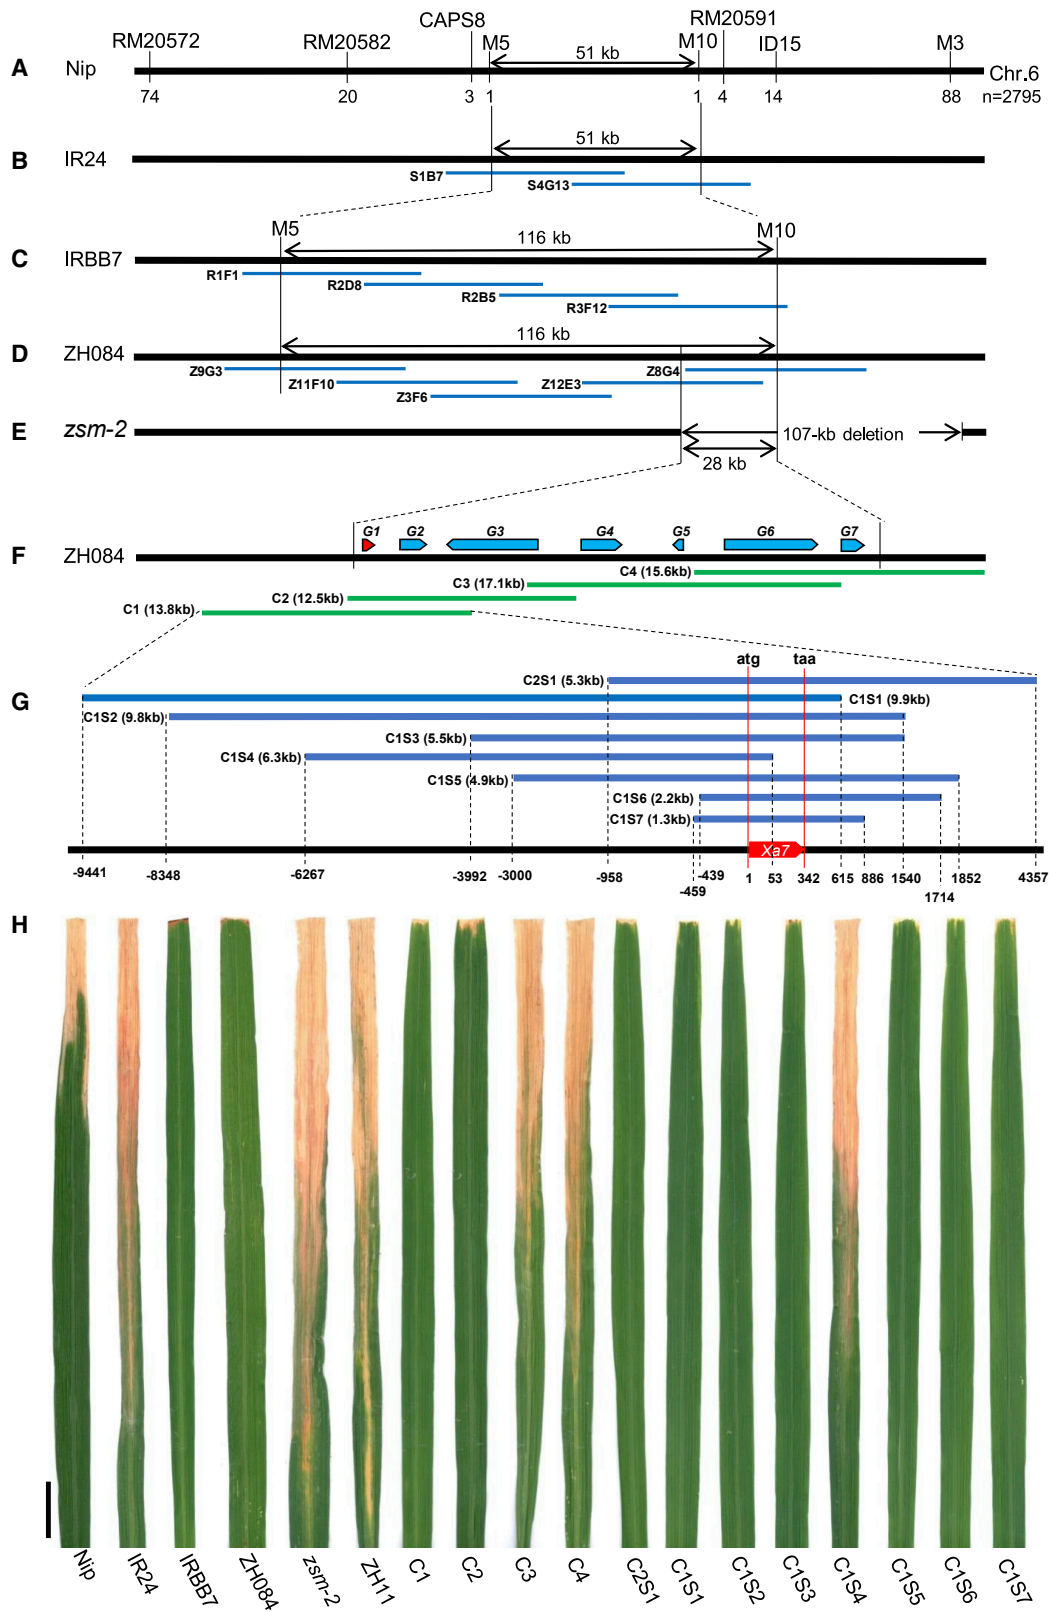 CAPS8 RM20591
RM20572 RM20582 M5 M10 ID15 M3
51 kb
A Nip Chr.6
74 20 3 1 1 4 14 88 n=2795
51 kb
B IR24
S1B7
S4G13
M5 M10
116 kb
C IRBB7
R1F1
R2D8
R2B5
R3F12
116 kb
D ZH084
Z9G3 Z8G4
Z11F10 Z12E3
Z3F6
E zsm-2 107-kb deletion
28 kb
G1 G2 G3 G4 G5 G6 G7
F ZH084
C4 (15.6kb)
C3 (17.1kb)
C2 (12.5kb)
C1 (13.8kb)
atg taa
C2S1 (5.3kb)
G C1S1 (9.9kb)
C1S2 (9.8kb)
C1S3 (5.5kb)
C1S4 (6.3kb)
C1S5 (4.9kb)
C1S6 (2.2kb)
C1S7 (1.3kb)
Xa7
-9441 -8348 -6267 -3992 -3000 -958 -439 1 53 342 615 886 1540 1852 4357
-459 1714
H
Nip IR24 IRBB7 ZH084 zsm-2 ZH11 C1 C2 C3 C4 C2S1 C1S1 C1S2 C1S3 C1S4 C1S5 C1S6 C1S7